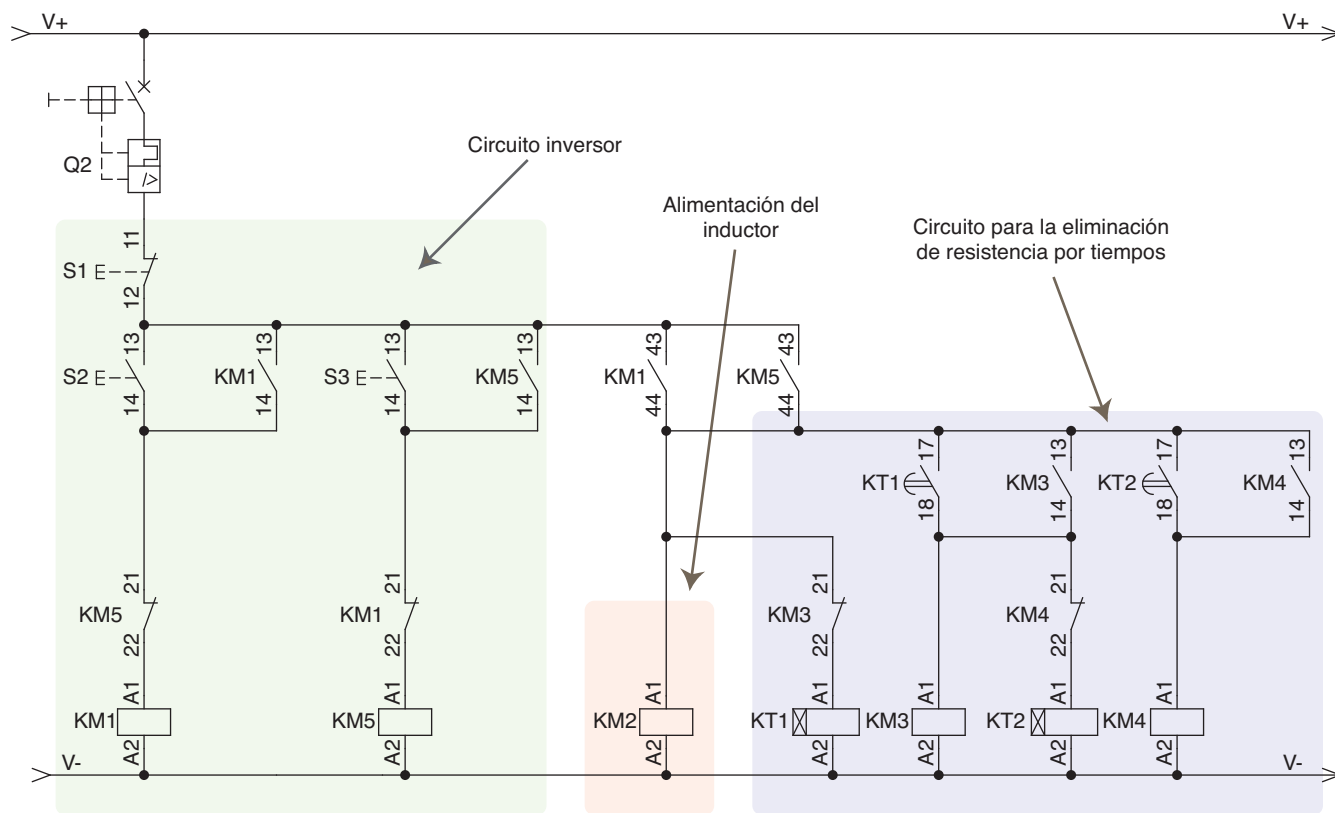 V+
V+
Q2
Circuito inversor
Alimentación del
inductor
Circuito para la eliminación
de resistencia por tiempos
11
S1
12
13
S2
14
13
KM1
14
13
S3
14
13
KM5
14
43
KM1
44
43
KM5
44
17
KT1
18
13
KM3
14
17
KT2
18
13
KM4
14
21
KM5
22
21
KM1
22
21
KM3
22
21
KM4
22
A1
KM1
A2
A1
KM5
A2
A1
KM2
A2
A1
KT1
A2
A1
KM3
A2
A1
KT2
A2
A1
KM4
A2
V-
V-